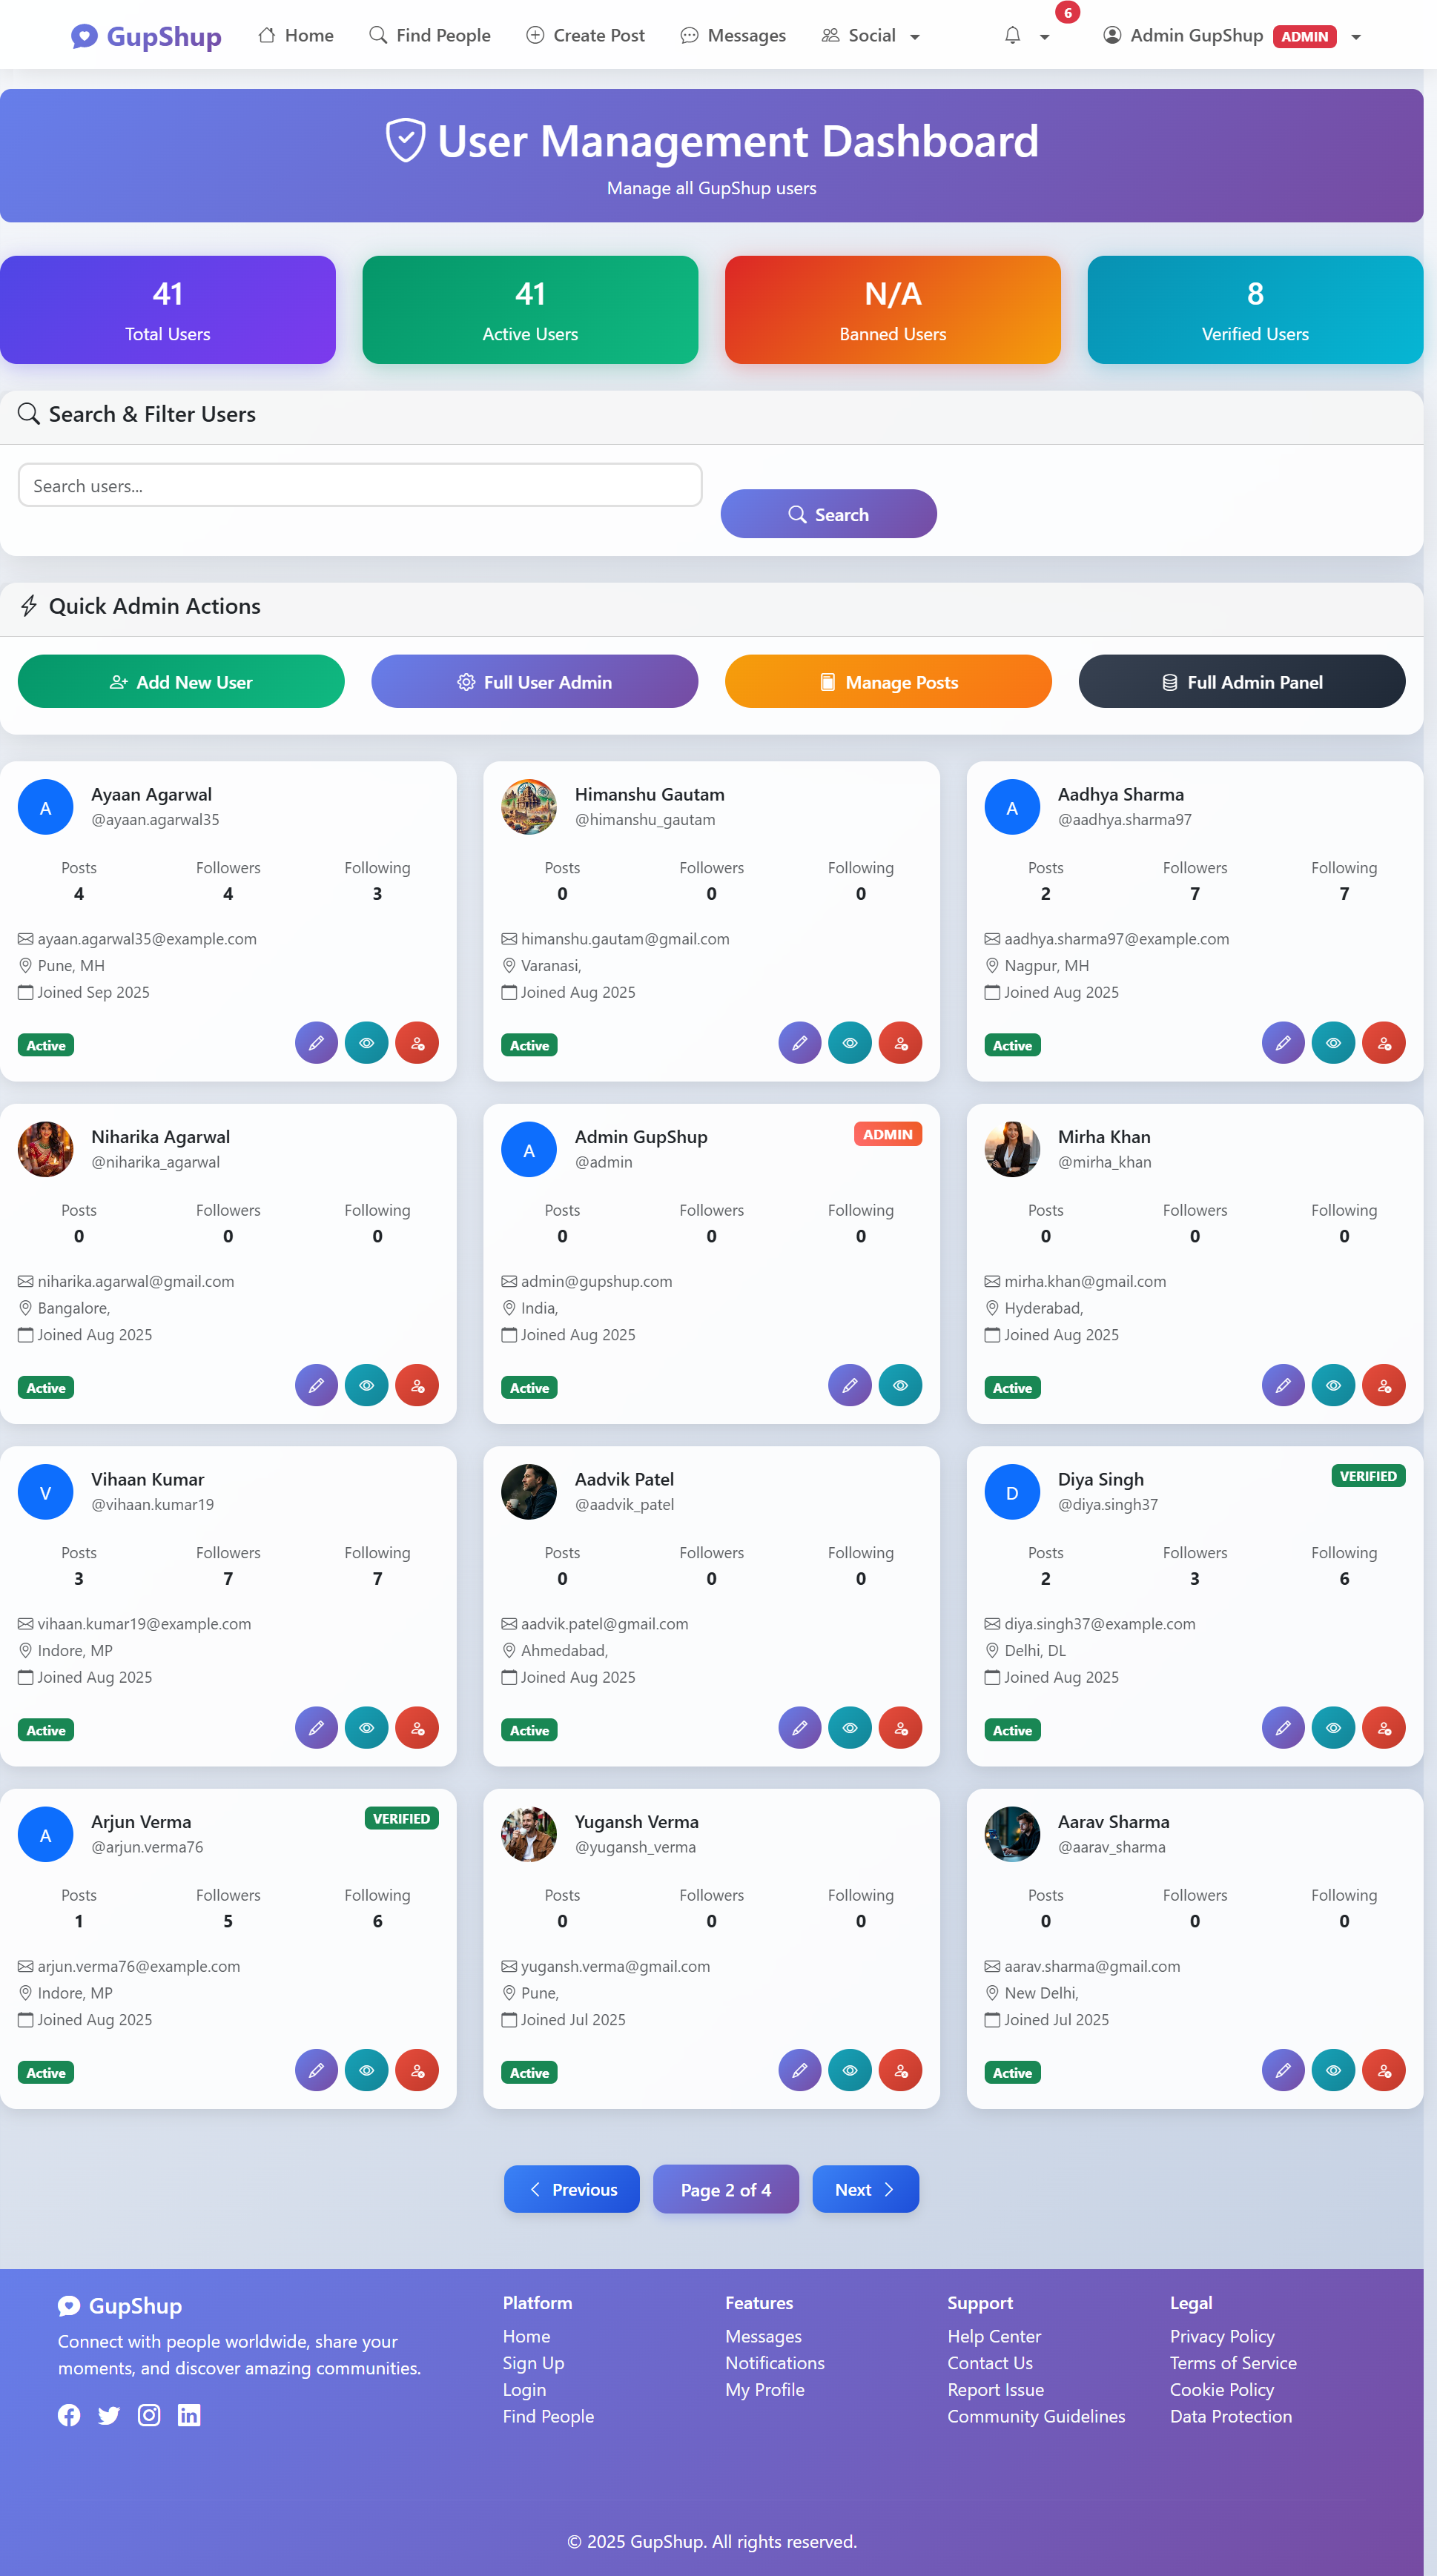 GupShup Home Find People Create Post Messages Social 6 Admin GupShup ADMIN
User Management Dashboard
Manage all GupShup users
41 41 N/A 8
Total Users Active Users Banned Users Verified Users
Search & Filter Users
Search users...
Search
Quick Admin Actions
Add New User Full User Admin Manage Posts Full Admin Panel
A
Ayaan Agarwal
@ayaan.agarwal35
Posts Followers Following
4 4 3
ayaan.agarwal35@example.com
Pune, MH
Joined Sep 2025
Active
Himanshu Gautam
@himanshu_gautam
Posts Followers Following
0 0 0
himanshu.gautam@gmail.com
Varanasi,
Joined Aug 2025
Active
A
Aadhya Sharma
@aadhya.sharma97
Posts Followers Following
2 7 7
aadhya.sharma97@example.com
Nagpur, MH
Joined Aug 2025
Active
Niharika Agarwal
@niharika_agarwal
Posts Followers Following
0 0 0
niharika.agarwal@gmail.com
Bangalore,
Joined Aug 2025
Active
A
Admin GupShup ADMIN
@admin
Posts Followers Following
0 0 0
admin@gupshup.com
India,
Joined Aug 2025
Active
Mirha Khan
@mirha_khan
Posts Followers Following
0 0 0
mirha.khan@gmail.com
Hyderabad,
Joined Aug 2025
Active
V
Vihaan Kumar
@vihaan.kumar19
Posts Followers Following
3 7 7
vihaan.kumar19@example.com
Indore, MP
Joined Aug 2025
Active
Aadvik Patel
@aadvik_patel
Posts Followers Following
0 0 0
aadvik.patel@gmail.com
Ahmedabad,
Joined Aug 2025
Active
D
Diya Singh VERIFIED
@diya.singh37
Posts Followers Following
2 3 6
diya.singh37@example.com
Delhi, DL
Joined Aug 2025
Active
A
Arjun Verma VERIFIED
@arjun.verma76
Posts Followers Following
1 5 6
arjun.verma76@example.com
Indore, MP
Joined Aug 2025
Active
Yugansh Verma
@yugansh_verma
Posts Followers Following
0 0 0
yugansh.verma@gmail.com
Pune,
Joined Jul 2025
Active
Aarav Sharma
@aarav_sharma
Posts Followers Following
0 0 0
aarav.sharma@gmail.com
New Delhi,
Joined Jul 2025
Active
Previous Page 2 of 4 Next
GupShup
Connect with people worldwide, share your
moments, and discover amazing communities.
Platform
Home
Sign Up
Login
Find People
Features
Messages
Notifications
My Profile
Support
Help Center
Contact Us
Report Issue
Community Guidelines
Legal
Privacy Policy
Terms of Service
Cookie Policy
Data Protection
© 2025 GupShup. All rights reserved.